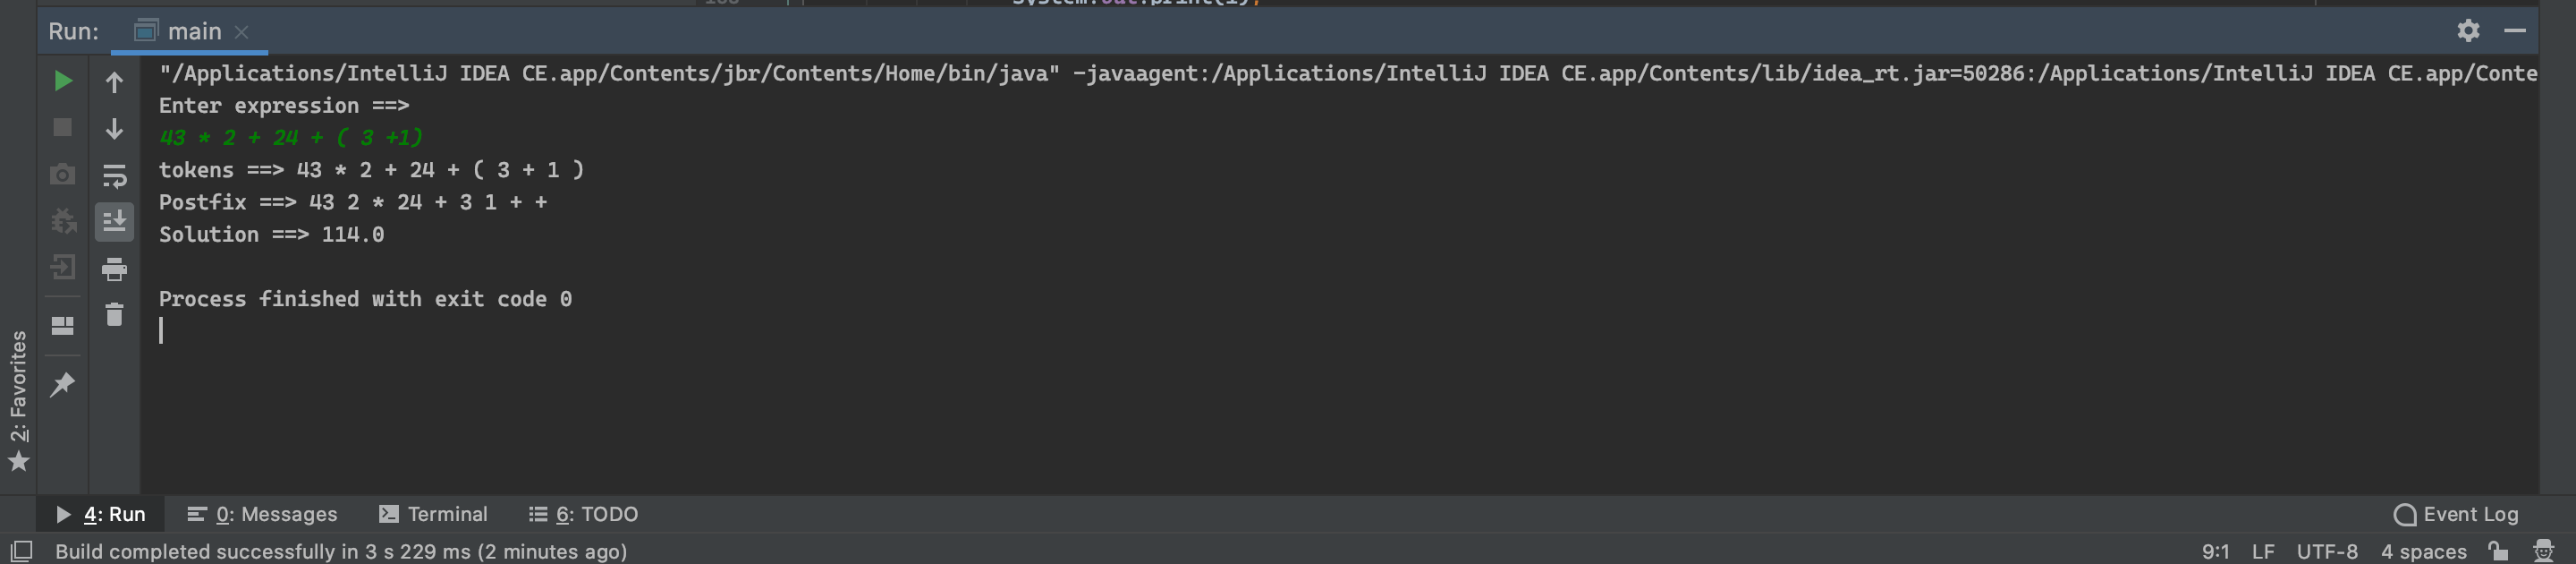 System.out.print(i);
Run: main
"/Applications/IntelliJ IDEA CE.app/Contents/jbr/Contents/Home/bin/java" -javaagent:/Applications/IntelliJ IDEA CE.app/Contents/lib/idea_rt.jar=50286:/Applications/IntelliJ IDEA CE.app/Conte
Enter expression ==>
43 * 2 + 24 + ( 3 +1)
tokens ==> 43 * 2 + 24 + ( 3 + 1 )
Postfix ==> 43 2 * 24 + 3 1 + +
Solution ==> 114.0
Process finished with exit code 0
2: Favorites
4: Run 0: Messages Terminal 6: TODO Event Log
Build completed successfully in 3 s 229 ms (2 minutes ago) 9:1 LF UTF-8 4 spaces